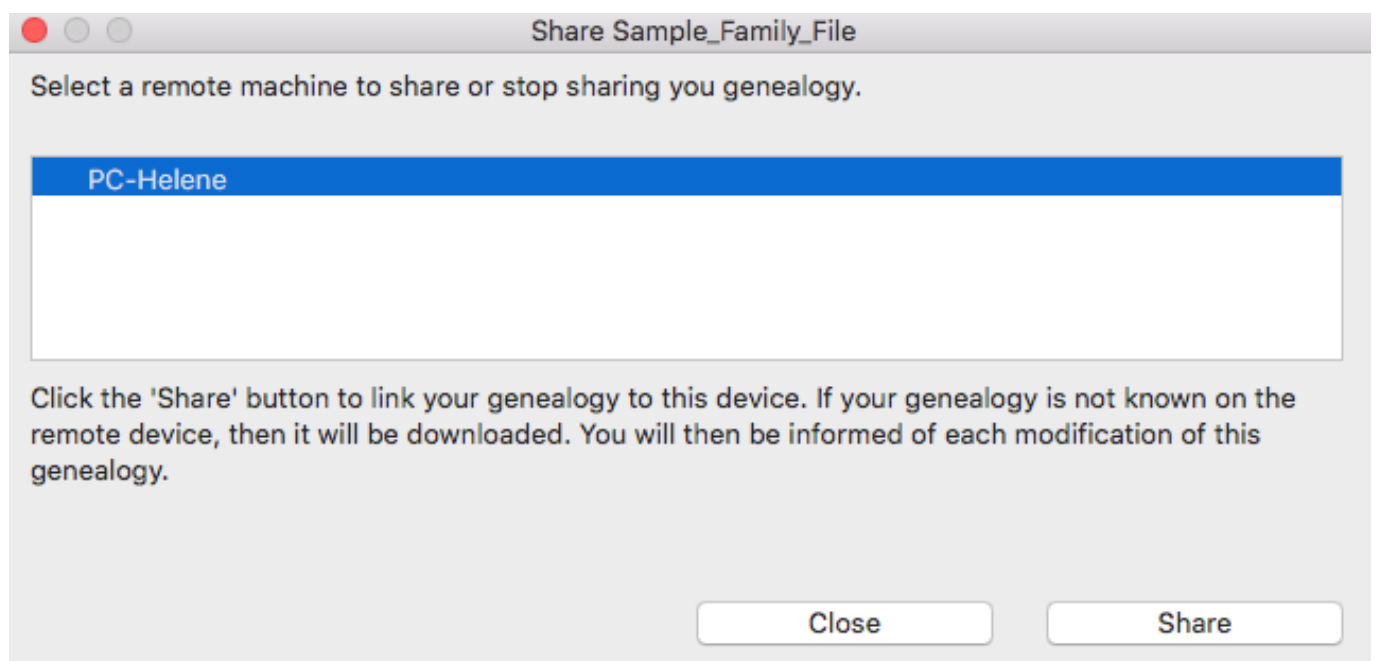 Share Sample_Family_File
Select a remote machine to share or stop sharing you genealogy.
PC-Helene
Click the 'Share' button to link your genealogy to this device. If your genealogy is not known on the
remote device, then it will be downloaded. You will then be informed of each modification of this
genealogy.
Close Share